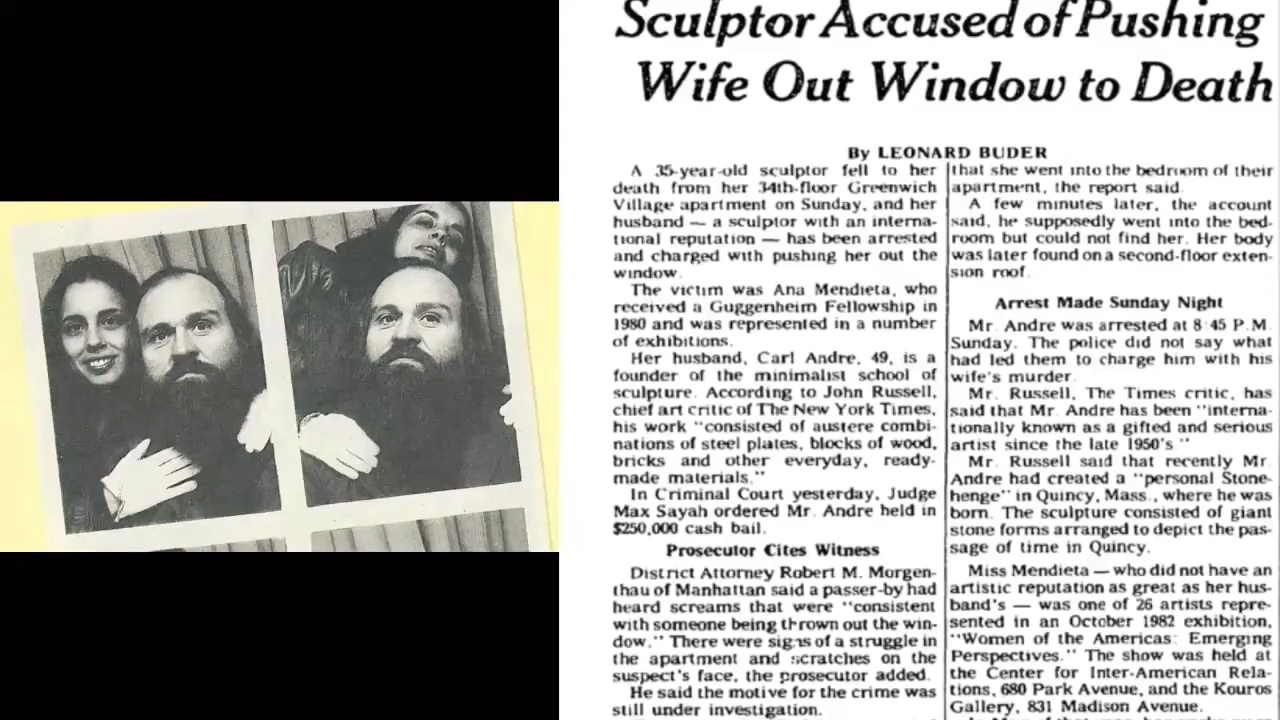 Sculptor Accused of Pushing
Wife Out Window to Death
By LEONARD BUDER
A 35-year-old sculptor fell to her
death from her 34th-floor Greenwich
Village apartment on Sunday, and her
husband — a sculptor with an interna-
tional reputation — has been arrested
and charged with pushing her out the
window.
The victim was Ana Mendieta, who
received a Guggenheim Fellowship in
1980 and was represented in a number
of exhibitions.
Her husband, Carl Andre, 49, is a
founder of the minimalist school of
sculpture. According to John Russell,
chief art critic of The New York Times,
his work "consisted of austere combi-
nations of steel plates, blocks of wood,
bricks and other everyday, ready-
made materials."
In Criminal Court yesterday, Judge
Max Sayah ordered Mr. Andre held in
$250,000 cash bail.
Prosecutor Cites Witness
District Attorney Robert M. Morgen-
thau of Manhattan said a passer-by had
heard screams that were "consistent
with someone being thrown out the win-
dow." There were signs of a struggle in
the apartment and scratches on the
suspect's face, the prosecutor added.
He said the motive for the crime was
still under investigation.
that she went into the bedroom of their
apartment, the report said.
A few minutes later, the account
said, he supposedly went into the bed-
room but could not find her. Her body
was later found on a second-floor exten-
sion roof.
Arrest Made Sunday Night
Mr. Andre was arrested at 8:45 P.M.
Sunday. The police did not say what
had led them to charge him with his
wife's murder.
Mr. Russell, The Times critic, has
said that Mr. Andre has been "interna-
tionally known as a gifted and serious
artist since the late 1950's."
Mr. Russell said that recently Mr.
Andre had created a "personal Stone-
henge" in Quincy, Mass., where he was
born. The sculpture consisted of giant
stone forms arranged to depict the pas-
sage of time in Quincy.
Miss Mendieta — who did not have an
artistic reputation as great as her hus-
band's — was one of 26 artists repre-
sented in an October 1982 exhibition,
"Women of the Americas: Emerging
Perspectives." The show was held at
the Center for Inter-American Rela-
tions, 680 Park Avenue, and the Kouros
Gallery, 831 Madison Avenue.